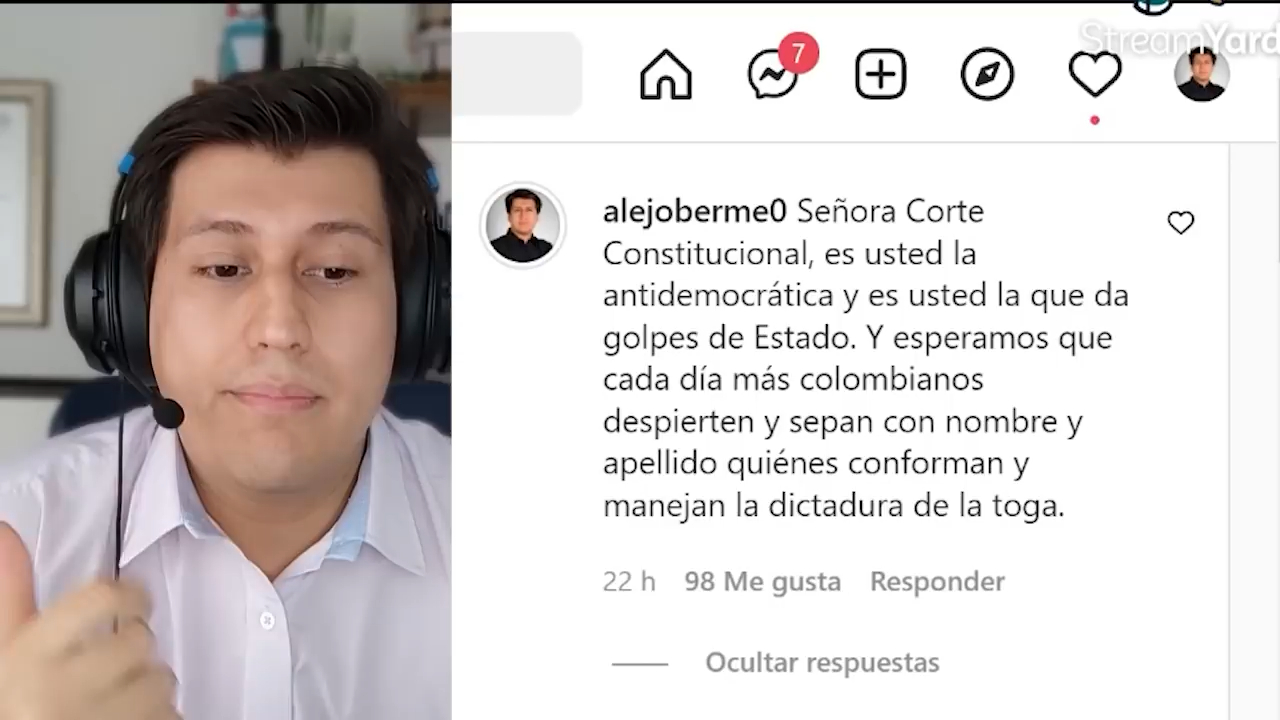 StreamYard
7
alejoberme0 Señora Corte
Constitucional, es usted la
antidemocrática y es usted la que da
golpes de Estado. Y esperamos que
cada día más colombianos
despierten y sepan con nombre y
apellido quiénes conforman y
manejan la dictadura de la toga.
22 h 98 Me gusta Responder
Ocultar respuestas